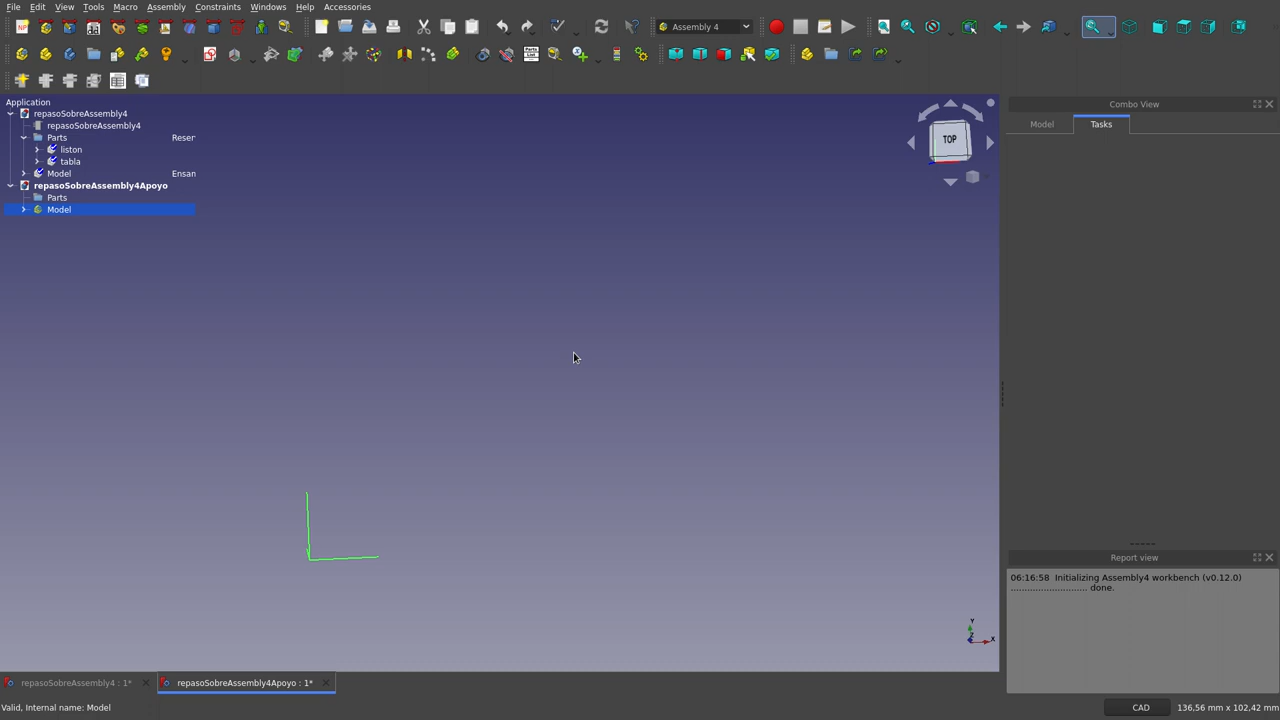 File Edit View Tools Macro Assembly Constraints Windows Help Accessories
Assembly 4
Application
repasoSobreAssembly4
repasoSobreAssembly4
Parts Reser
liston
tabla
Model Ensan
repasoSobreAssembly4Apoyo
Parts
Model
TOP
Y
Z
X
Combo View
Model Tasks
Report view
06:16:58 Initializing Assembly4 workbench (v0.12.0)
............................ done.
repasoSobreAssembly4 : 1* repasoSobreAssembly4Apoyo : 1*
Valid, Internal name: Model CAD 136,56 mm x 102,42 mm